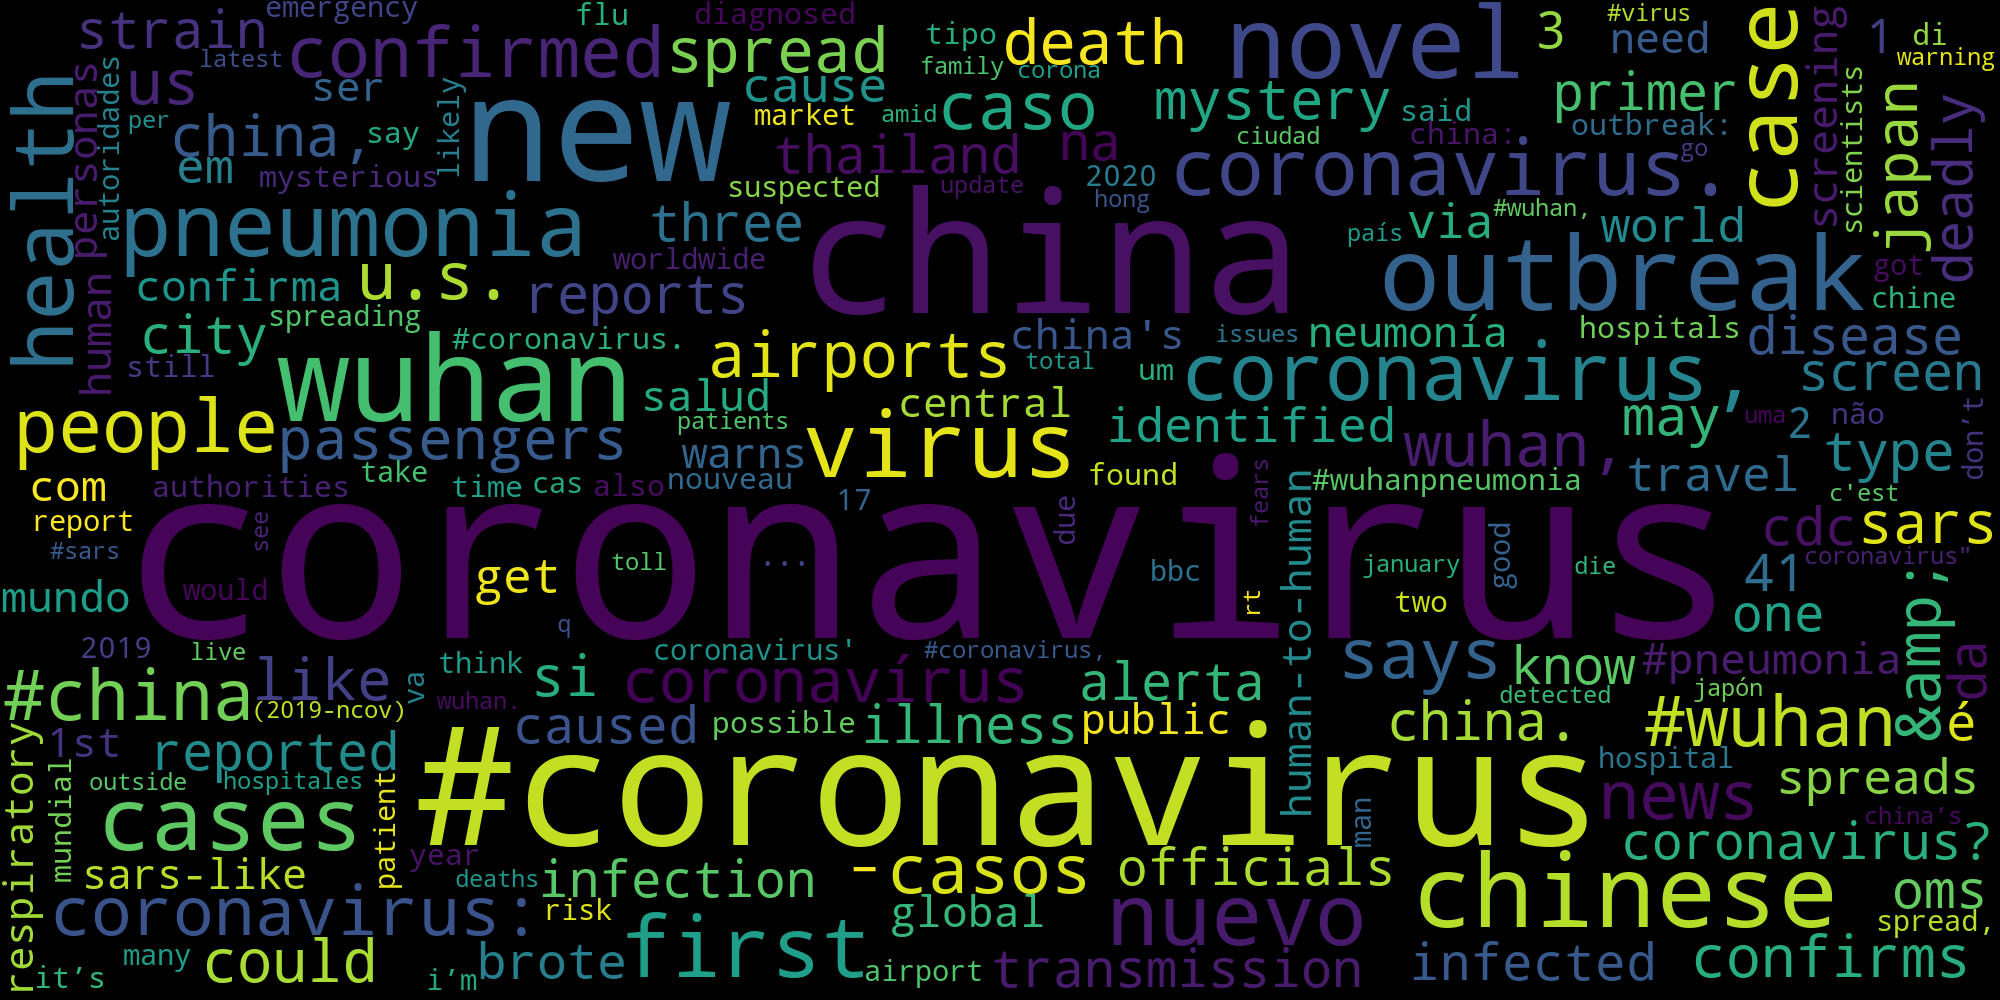 emergency
flu
diagnosed
#virus
strain
confirmed
spread
tipo
death
novel
3
need
case
screening
1
di
latest
family
corona
warning
health
personas
autoridades
us
ser
likely
new
cause
market
amid
caso
mystery
said
primer
scientists
japan
deadly
per
china,
say
thailand
na
ciudad
china:
outbreak:
go
em
mysterious
suspected
update
2020
hong
coronavirus.
pneumonia
three
china
#wuhan,
via
world
país
human
worldwide
outbreak
got
confirma
u.s.
reports
chine
city
spreading
#coronavirus.
china's
issues
neumonía
hospitals
disease
still
wuhan
airports
total
um
coronavirus,
screen
people
passengers
salud
patients
central
identified
may
uma
2
não
don’t
warns
virus
wuhan,
type
com
authorities
take
time
cas
also
nouveau
found
fears
human-to-human
#wuhanpneumonia
travel
c'est
report
17
due
cdc
sars
#sars
see
coronavirus
...
toll
bbc
january
good
die
41
coronavirus"
mundo
would
get
rt
two
one
&amp;
q
2019
live
like
va
think
si
coronavirus'
#coronavirus,
says
know
#pneumonia
da
#china
(2019-ncov)
wuhan.
coronavírus
alerta
detected
japón
respiratory
1st
reported
caused
possible
illness
public
china.
#wuhan
é
mundial
outside
hospitales
patient
#coronavirus
man
hospital
news
spreads
cases
china’s
sars-like
year
deaths
infection
-
casos
officials
coronavirus?
coronavirus:
risk
global
nuevo
chinese
oms
spread,
it’s
many
could
i’m
brote
first
airport
transmission
infected
confirms